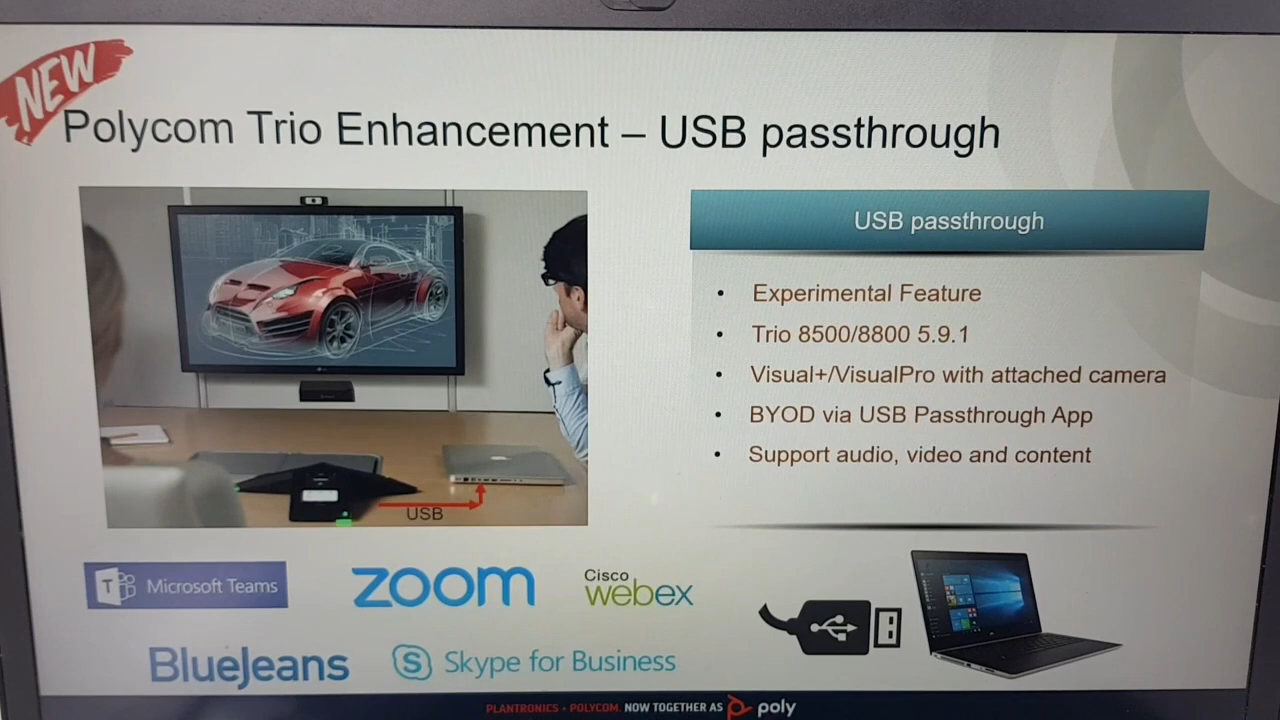 NEW
Polycom Trio Enhancement – USB passthrough
USB passthrough
• Experimental Feature
• Trio 8500/8800 5.9.1
• Visual+/VisualPro with attached camera
• BYOD via USB Passthrough App
• Support audio, video and content
USB
T Microsoft Teams
zoom
Cisco
webex
BlueJeans
S Skype for Business
PLANTRONICS + POLYCOM. NOW TOGETHER AS poly